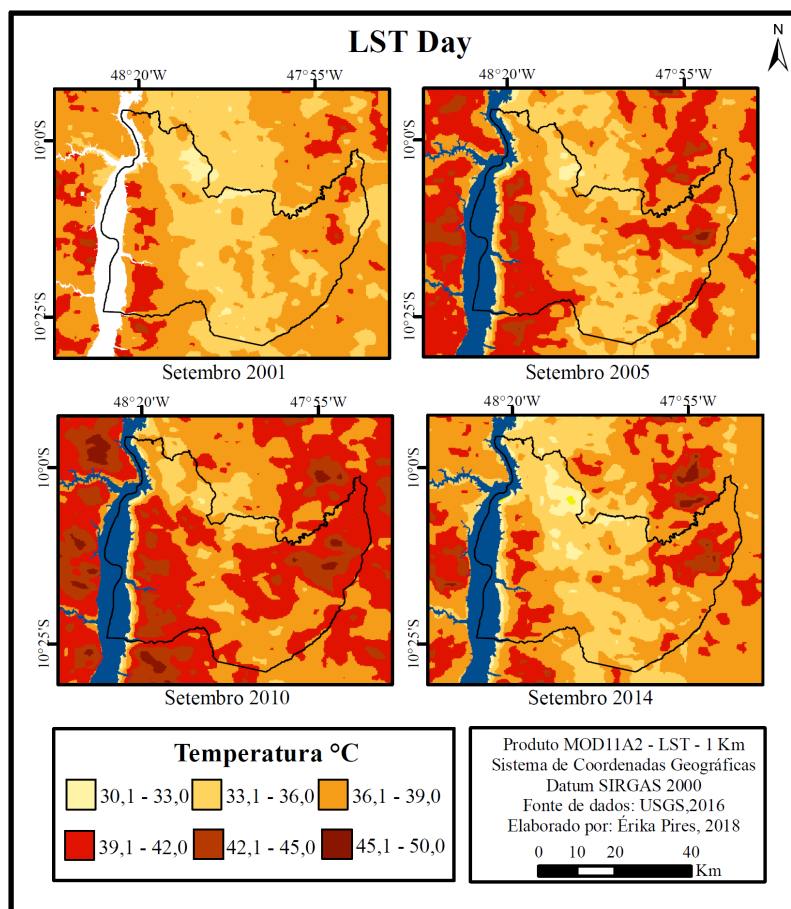 LST Day
N
48°20'W 47°55'W
10°0'S
10°25'S
Setembro 2001
48°20'W 47°55'W
10°0'S
10°25'S
Setembro 2005
48°20'W 47°55'W
10°0'S
10°25'S
Setembro 2010
48°20'W 47°55'W
10°0'S
10°25'S
Setembro 2014
Temperatura °C
30,1 - 33,0 33,1 - 36,0 36,1 - 39,0
39,1 - 42,0 42,1 - 45,0 45,1 - 50,0
Produto MOD11A2 - LST - 1 Km
Sistema de Coordenadas Geográficas
Datum SIRGAS 2000
Fonte de dados: USGS,2016
Elaborado por: Érika Pires, 2018
0 10 20 40
Km